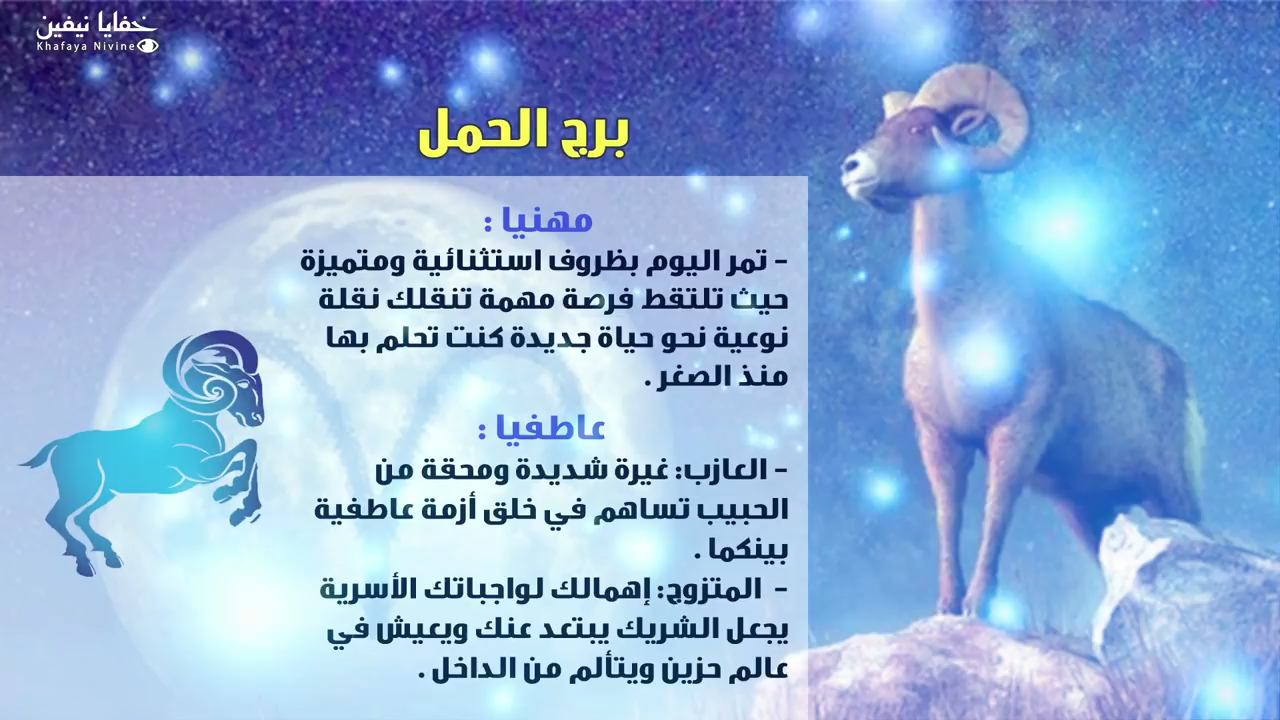 خفايا نيفين
Khafaya Nivine
برج الحمل
مهنيا :
- تمر اليوم بظروف استثنائية ومتميزة
حيث تلتقط فرصة مهمة تنقلك نقلة
نوعية نحو حياة جديدة كنت تحلم بها
منذ الصغر .
عاطفيا :
- العازب: غيرة شديدة ومحقة من
الحبيب تساهم في خلق أزمة عاطفية
بينكما .
- المتزوج: إهمالك لواجباتك الأسرية
يجعل الشريك يبتعد عنك ويعيش في
عالم حزين ويتألم من الداخل .